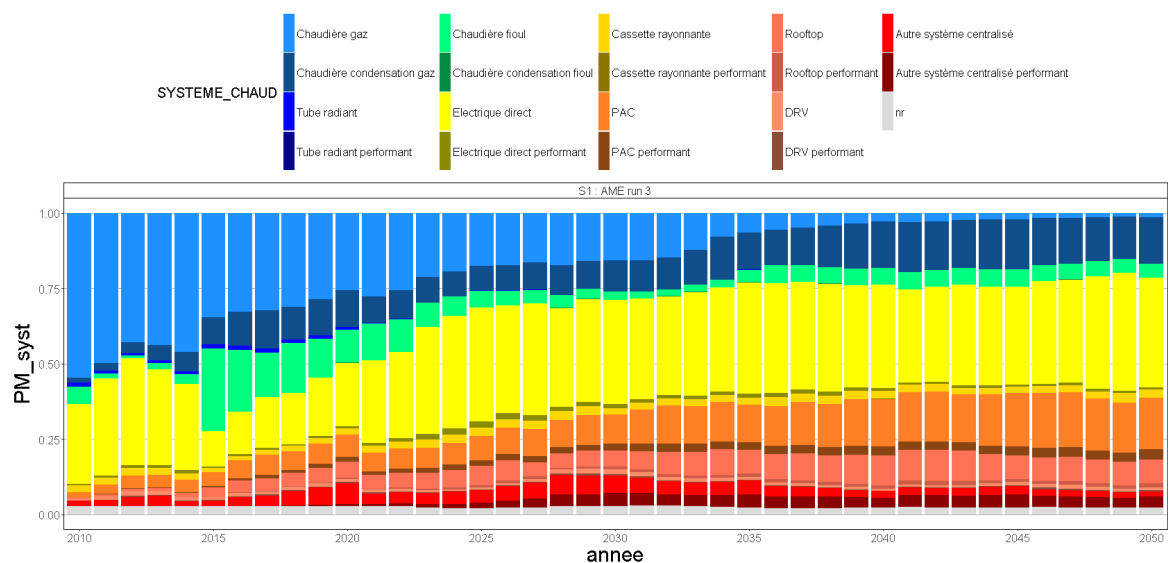 Chaudière gaz Chaudière fioul Cassette rayonnante Rooftop Autre système centralisé
Chaudière condensation gaz Chaudière condensation fioul Cassette rayonnante performant Rooftop performant Autre système centralisé performant
SYSTEME_CHAUD
Tube radiant Electrique direct PAC DRV nr
Tube radiant performant Electrique direct performant PAC performant DRV performant
S1 : AME run 3
1.00
0.75
0.50
0.25
0.00
PM_syst
2010 2015 2020 2025 2030 2035 2040 2045 2050
annee